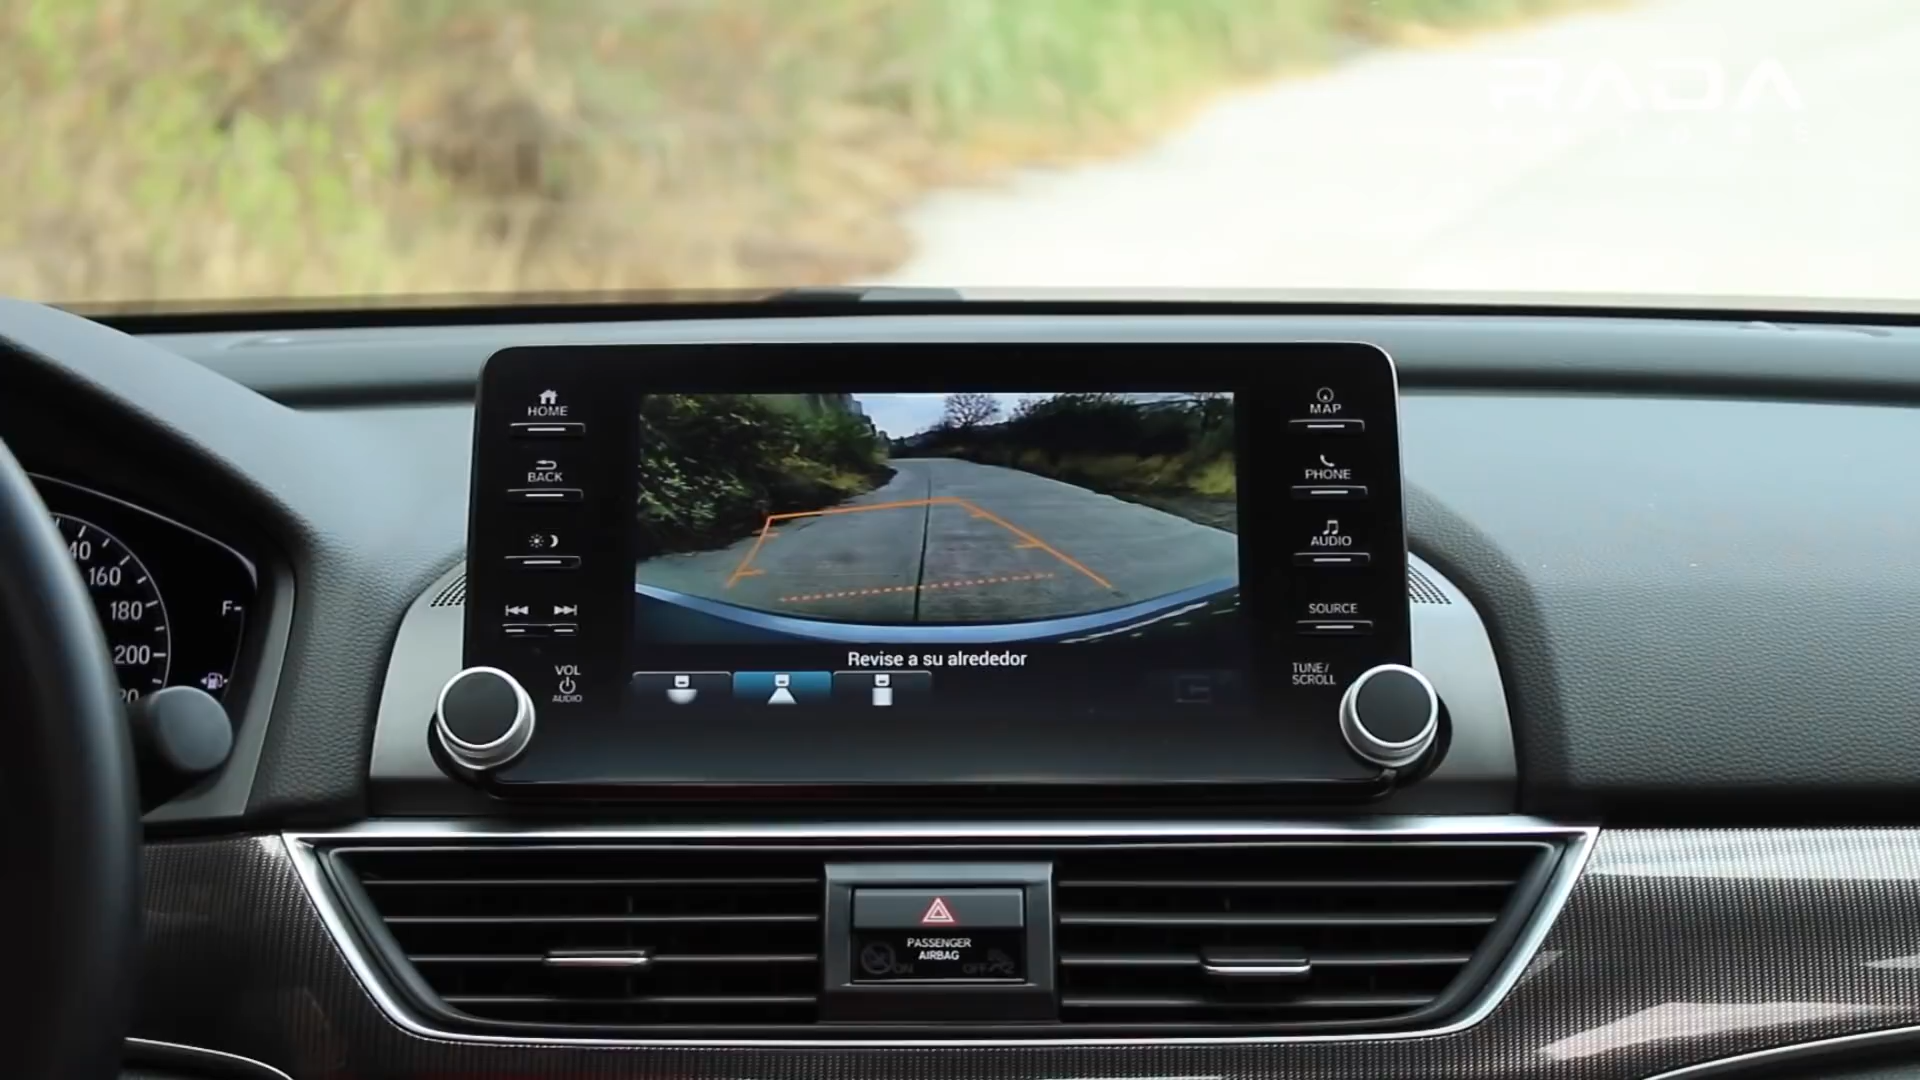 RADA
HOME
MAP
BACK
PHONE
AUDIO
SOURCE
VOL
AUDIO
TUNE/
SCROLL
Revise a su alrededor
160
180
200
F
PASSENGER
AIRBAG
ON
OFF